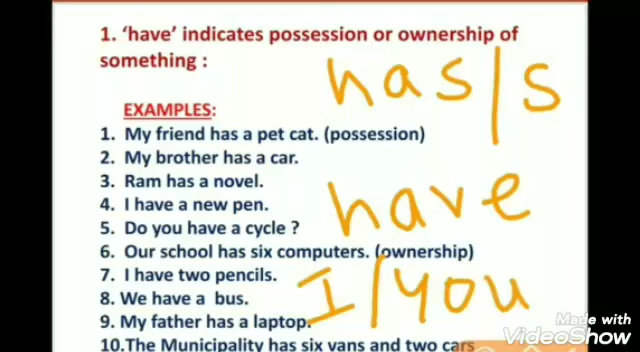 1. ‘have’ indicates possession or ownership of
something :
has/s
EXAMPLES:
1. My friend has a pet cat. (possession)
2. My brother has a car.
3. Ram has a novel.
4. I have a new pen.
have
5. Do you have a cycle ?
6. Our school has six computers. (ownership)
7. I have two pencils.
I/you
8. We have a bus.
9. My father has a laptop.
10.The Municipality has six vans and two cars
Made with
VideoShow